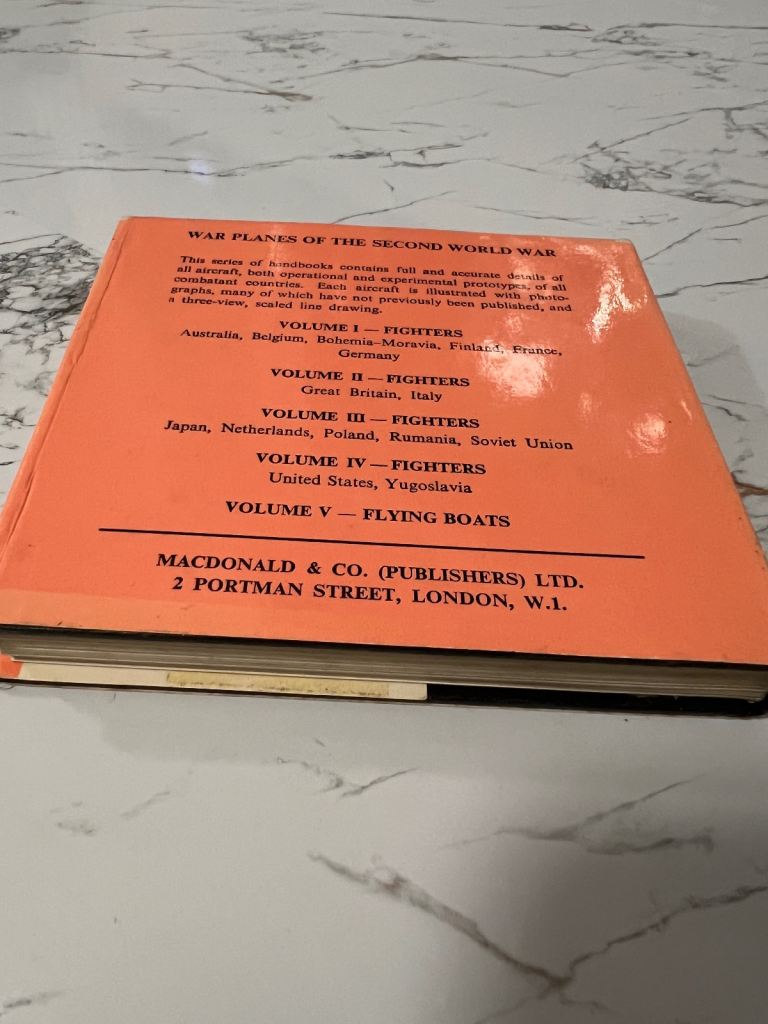 WAR PLANES OF THE SECOND WORLD WAR
This series of handbooks contains full and accurate details of
all aircraft, both operational and experimental prototypes, of all
combatant countries. Each aircraft is illustrated with photo-
graphs, many of which have not previously been published, and
a three-view, scaled line drawing.
VOLUME I — FIGHTERS
Australia, Belgium, Bohemia–Moravia, Finland, France,
Germany
VOLUME II — FIGHTERS
Great Britain, Italy
VOLUME III — FIGHTERS
Japan, Netherlands, Poland, Rumania, Soviet Union
VOLUME IV — FIGHTERS
United States, Yugoslavia
VOLUME V — FLYING BOATS
MACDONALD & CO. (PUBLISHERS) LTD.
2 PORTMAN STREET, LONDON, W.1.